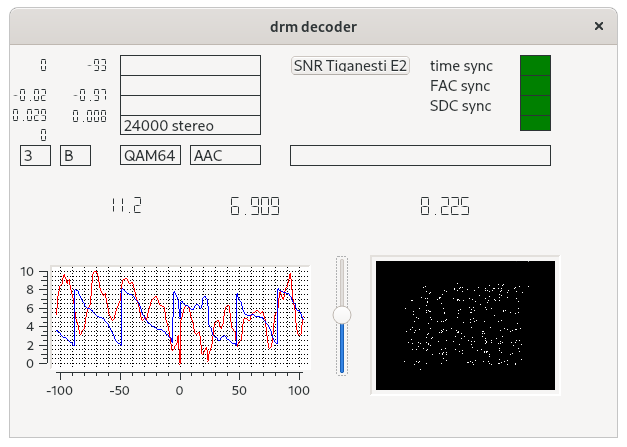 drm decoder ×
0 -93
SNR Tiganesti E2
time sync
-0.02 -0.97
FAC sync
0.029 0.008
SDC sync
24000 stereo
0
3 B QAM64 AAC
11.2 6.909 8.225
10
8
6
4
2
0
-100 -50 0 50 100